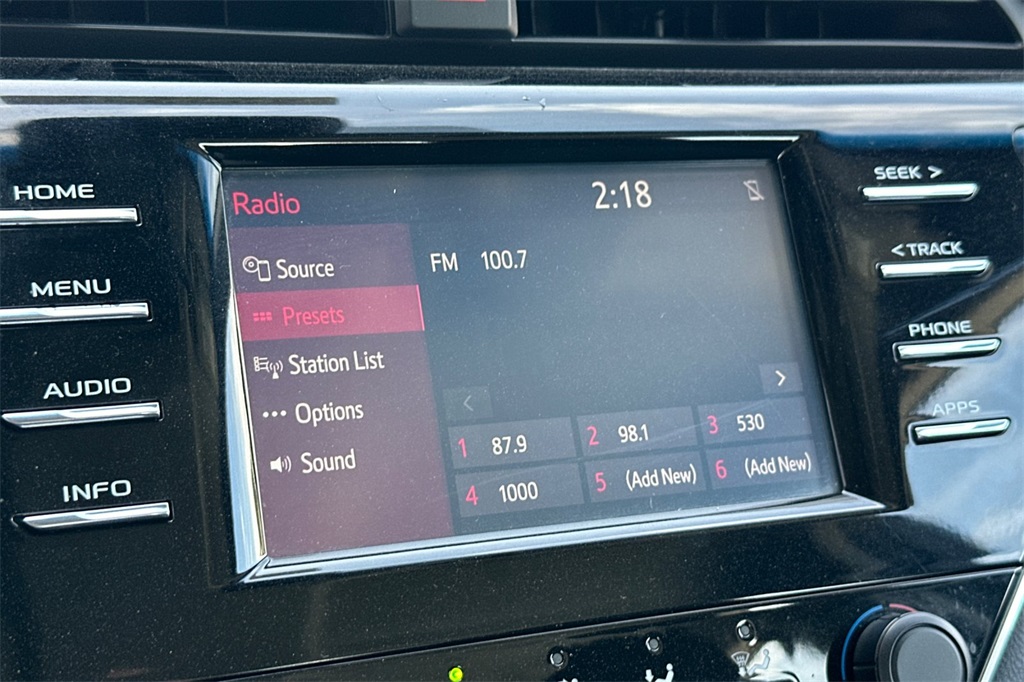 HOME
MENU
AUDIO
INFO
Radio
2:18
Source
Presets
Station List
Options
Sound
FM 100.7
1 87.9
2 98.1
3 530
4 1000
5 (Add New)
6 (Add New)
SEEK >
< TRACK
PHONE
APPS